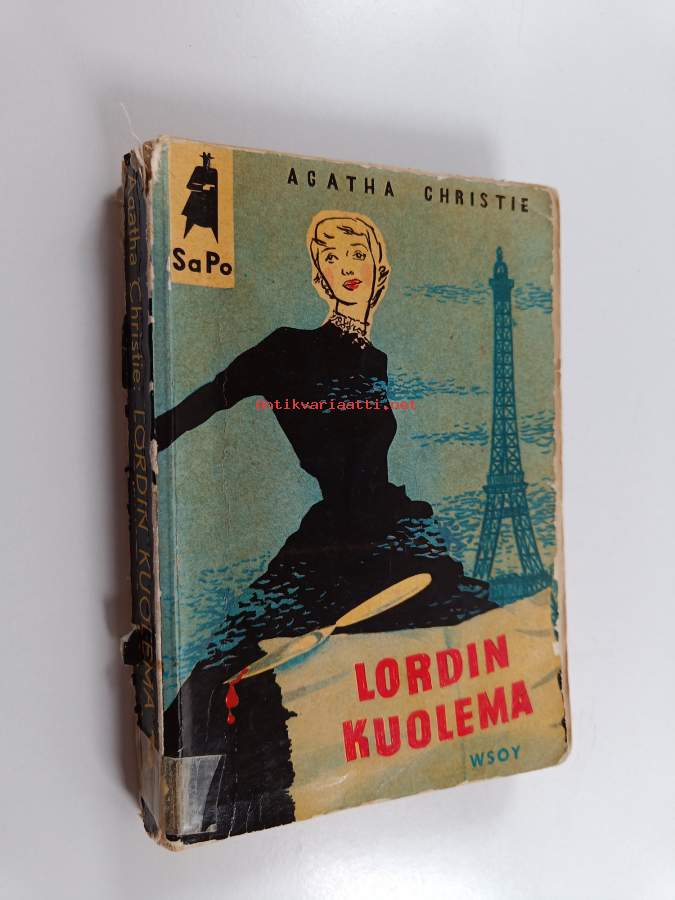 SaPo
AGATHA CHRISTIE
antikvariaatti.net
LORDIN
KUOLEMA
WSOY
Agatha Christie: LORDIN KUOLEMA